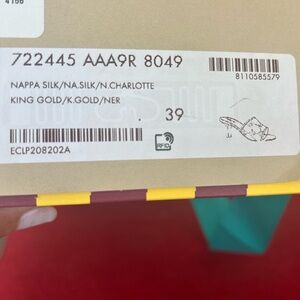 4166
722445 AAA9R 8049
8110585579
NAPPA SILK/NA.SILK/N.CHARLOTTE
KING GOLD/K.GOLD/NER
. 39
ECLP208202A
RFID